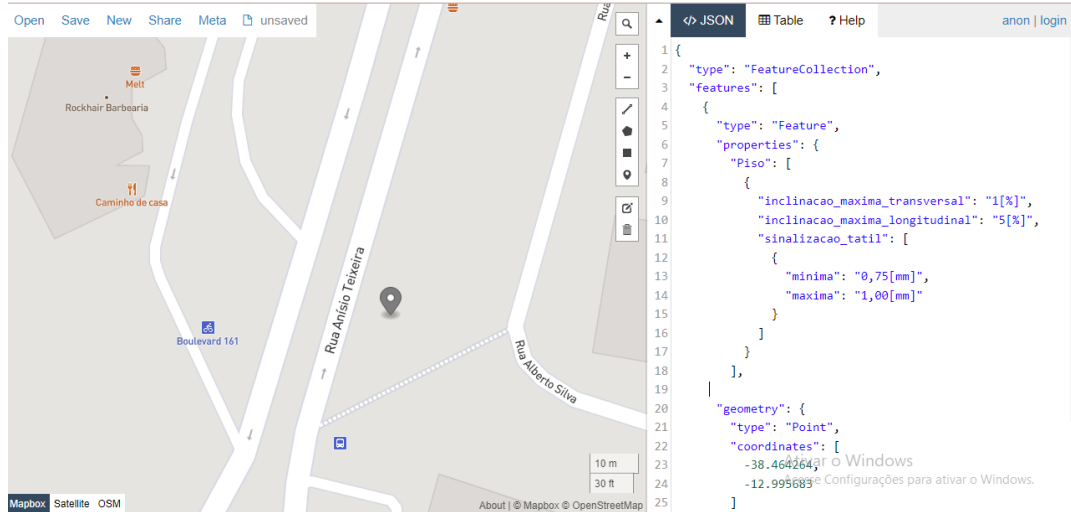 Open Save New Share Meta unsaved
</> JSON Table ? Help anon | login
Melt
Rockhair Barbearia
Caminho de casa
Boulevard 161
Rua Anísio Teixeira
Rua Alberto Silva
Rua
+
−
10 m
30 ft
Mapbox Satellite OSM
About | © Mapbox © OpenStreetMap
1 {
2 "type": "FeatureCollection",
3 "features": [
4 {
5 "type": "Feature",
6 "properties": {
7 "Piso": [
8 {
9 "inclinacao_maxima_transversal": "1[%]",
10 "inclinacao_maxima_longitudinal": "5[%]",
11 "sinalizacao_tatil": [
12 {
13 "minima": "0,75[mm]",
14 "maxima": "1,00[mm]"
15 }
16 ]
17 }
18 ],
19
20 "geometry": {
21 "type": "Point",
22 "coordinates": [
23 -38.464264,
24 -12.995683
25 ]
Ativar o Windows
Acesse Configurações para ativar o Windows.